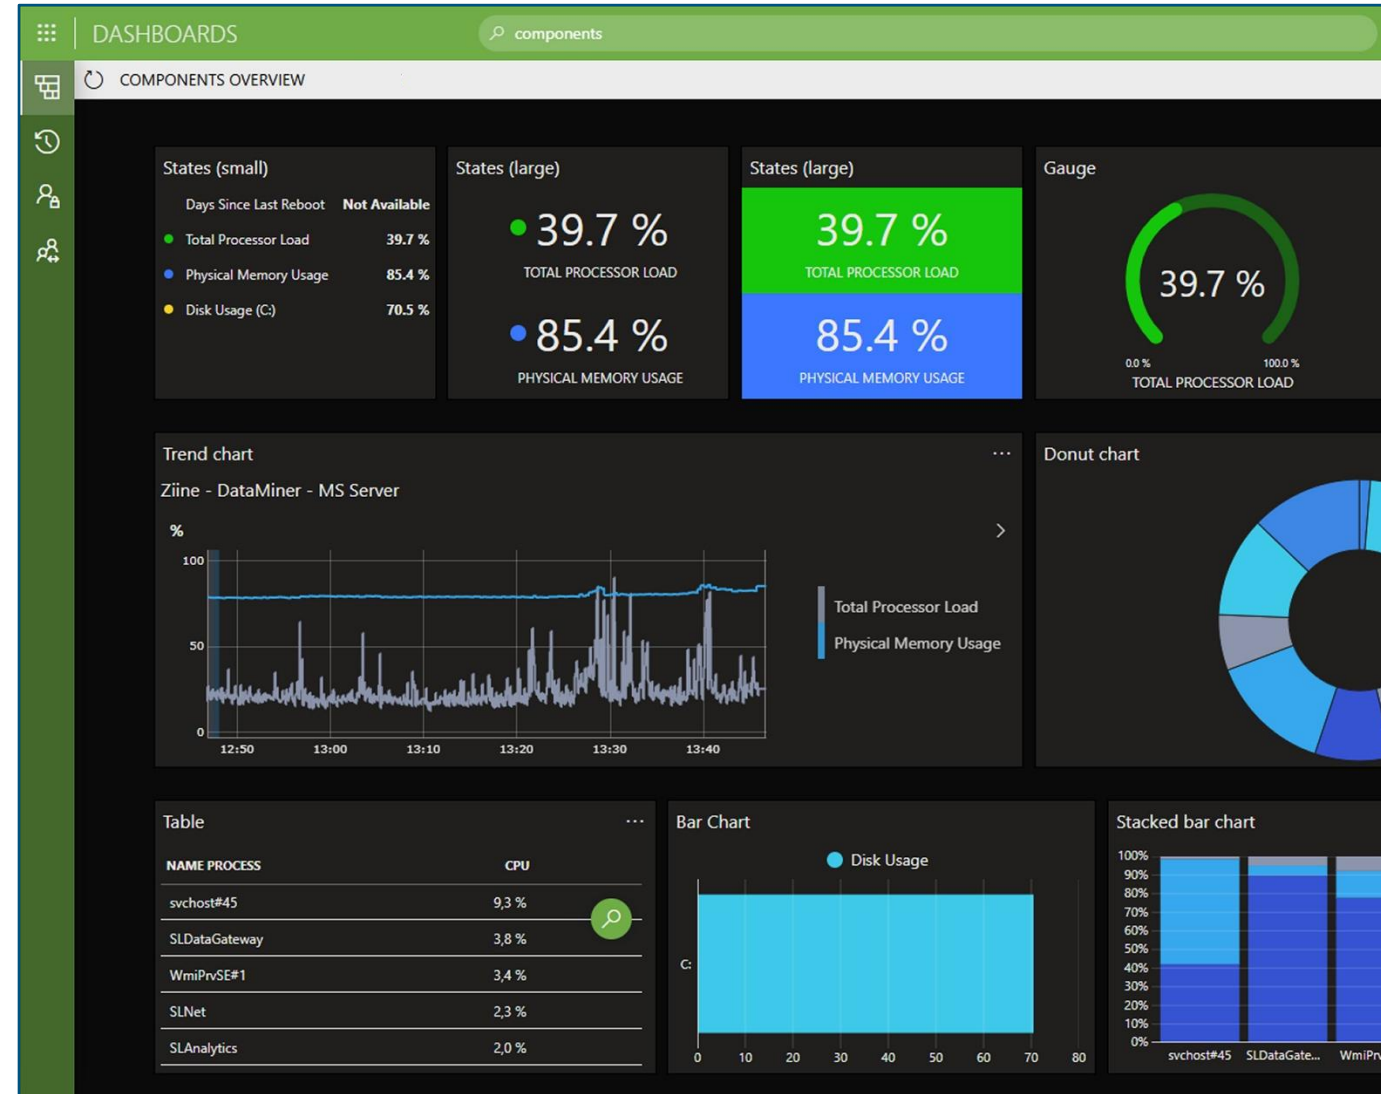 DASHBOARDS
components
COMPONENTS OVERVIEW
States (small)
Days Since Last Reboot Not Available
Total Processor Load 39.7 %
Physical Memory Usage 85.4 %
Disk Usage (C:) 70.5 %
States (large)
39.7 %
TOTAL PROCESSOR LOAD
85.4 %
PHYSICAL MEMORY USAGE
States (large)
39.7 %
TOTAL PROCESSOR LOAD
85.4 %
PHYSICAL MEMORY USAGE
Gauge
39.7 %
0.0 % 100.0 %
TOTAL PROCESSOR LOAD
Trend chart
Ziine - DataMiner - MS Server
%
100
50
0
12:50 13:00 13:10 13:20 13:30 13:40
Total Processor Load
Physical Memory Usage
Donut chart
Table
NAME PROCESS CPU
svchost#45 9,3 %
SLDataGateway 3,8 %
WmiPrvSE#1 3,4 %
SLNet 2,3 %
SLAnalytics 2,0 %
Bar Chart
Disk Usage
C:
0 10 20 30 40 50 60 70 80
Stacked bar chart
100%
90%
80%
70%
60%
50%
40%
30%
20%
10%
0%
svchost#45 SLDataGate... WmiPrv